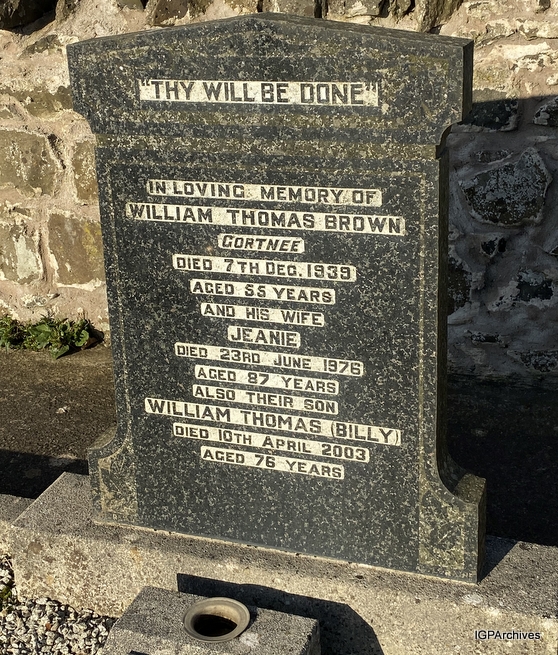 "THY WILL BE DONE"
IN LOVING MEMORY OF
WILLIAM THOMAS BROWN
GORTNEE
DIED 7TH DEC. 1939
AGED 55 YEARS
AND HIS WIFE
JEANIE
DIED 23RD JUNE 1976
AGED 87 YEARS
ALSO THEIR SON
WILLIAM THOMAS (BILLY)
DIED 10TH APRIL 2003
AGED 76 YEARS
IGPArchives